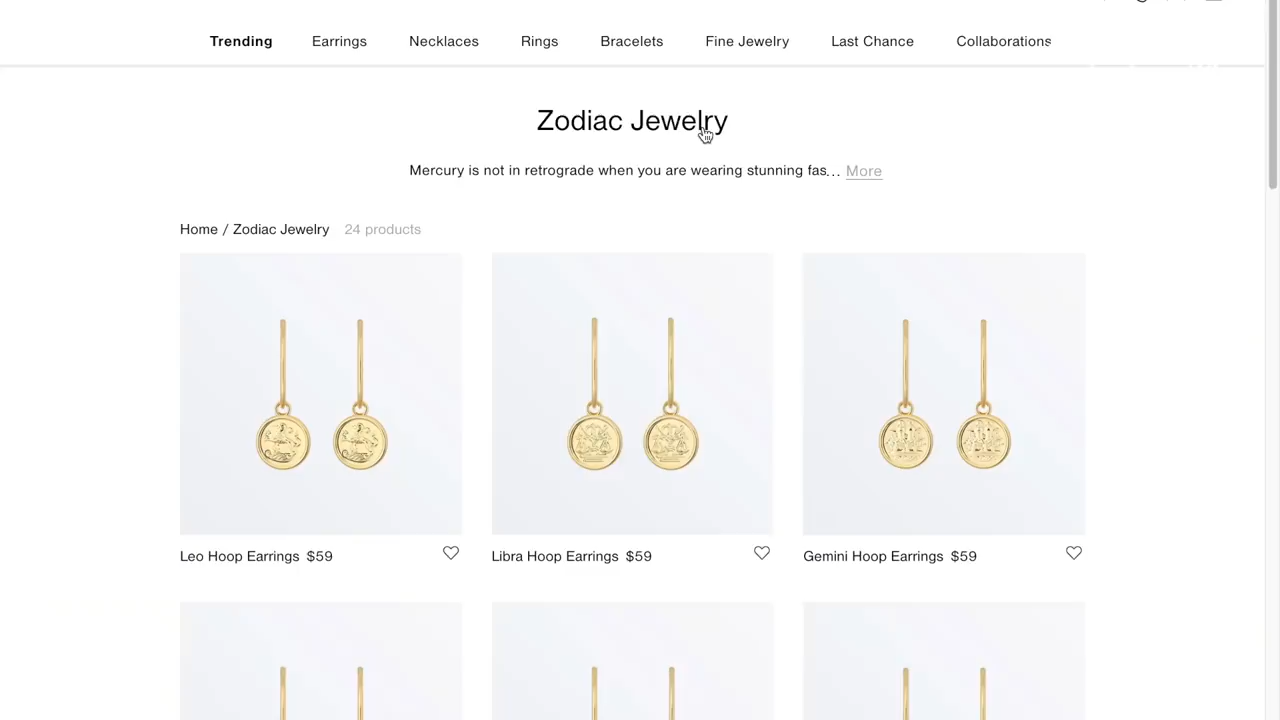 Trending Earrings Necklaces Rings Bracelets Fine Jewelry Last Chance Collaborations
Zodiac Jewelry
Mercury is not in retrograde when you are wearing stunning fas... More
Home / Zodiac Jewelry 24 products
Leo Hoop Earrings $59
Libra Hoop Earrings $59
Gemini Hoop Earrings $59